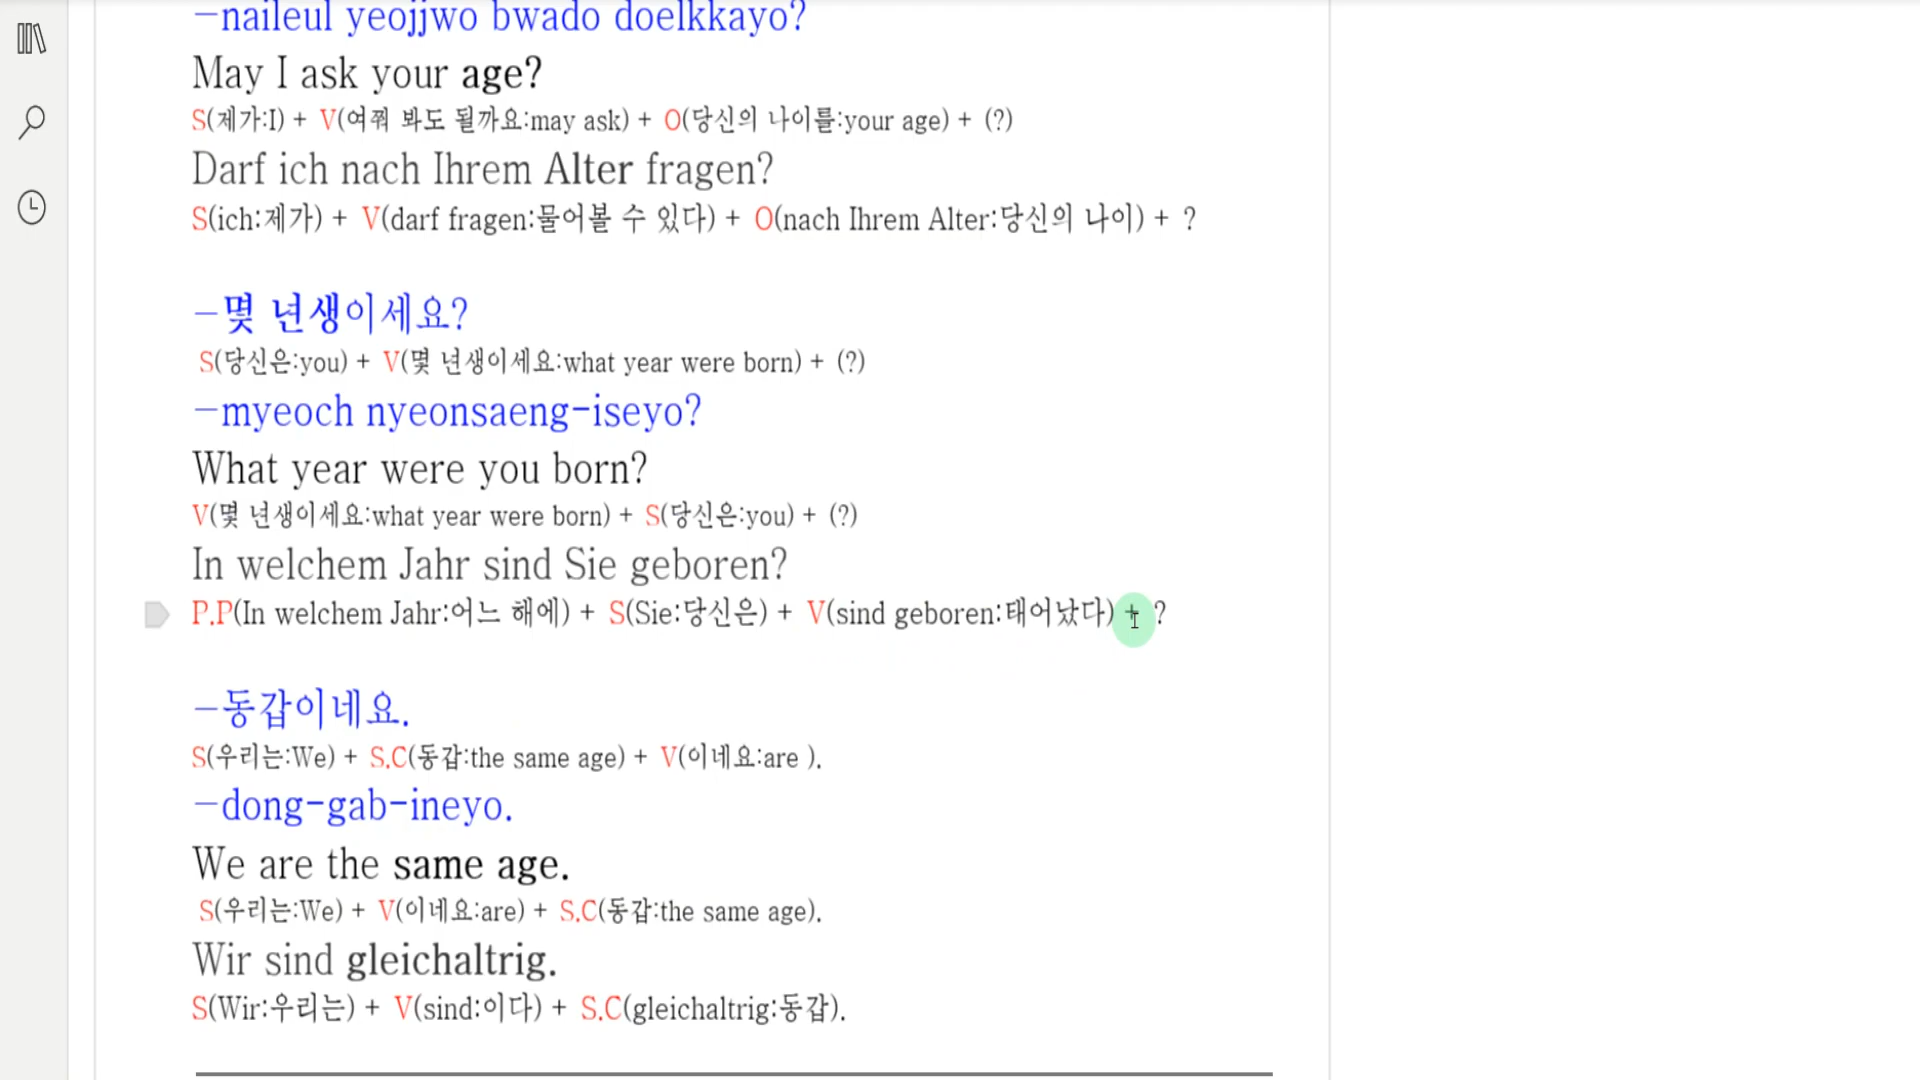 -naileul yeojjwo bwado doelkkayo?
May I ask your age?
S(제가:I) + V(여쭤 봐도 될까요:may ask) + O(당신의 나이를:your age) + (?)
Darf ich nach Ihrem Alter fragen?
S(ich:제가) + V(darf fragen:물어볼 수 있다) + O(nach Ihrem Alter:당신의 나이) + ?
-몇 년생이세요?
S(당신은:you) + V(몇 년생이세요:what year were born) + (?)
-myeoch nyeonsaeng-iseyo?
What year were you born?
V(몇 년생이세요:what year were born) + S(당신은:you) + (?)
In welchem Jahr sind Sie geboren?
P.P(In welchem Jahr:어느 해에) + S(Sie:당신은) + V(sind geboren:태어났다) + ?
-동갑이네요.
S(우리는:We) + S.C(동갑:the same age) + V(이네요:are ).
-dong-gab-ineyo.
We are the same age.
S(우리는:We) + V(이네요:are) + S.C(동갑:the same age).
Wir sind gleichaltrig.
S(Wir:우리는) + V(sind:이다) + S.C(gleichaltrig:동갑).